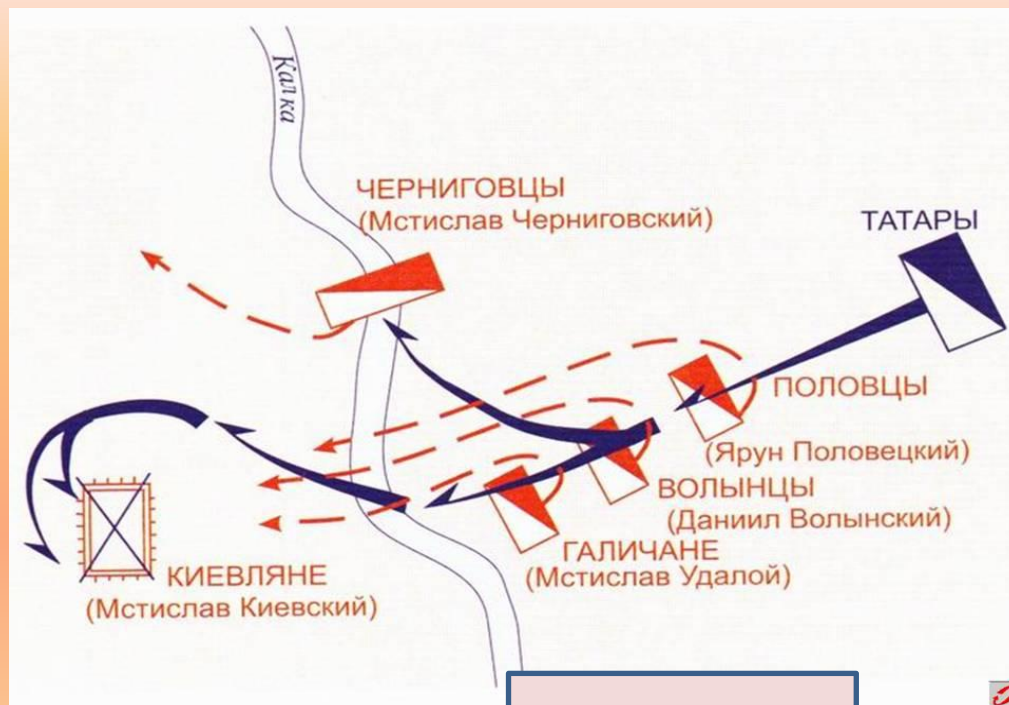 Калка
ЧЕРНИГОВЦЫ
(Мстислав Черниговский)
ТАТАРЫ
ПОЛОВЦЫ
(Ярун Половецкий)
ВОЛЫНЦЫ
(Даниил Волынский)
ГАЛИЧАНЕ
(Мстислав Удалой)
КИЕВЛЯНЕ
(Мстислав Киевский)